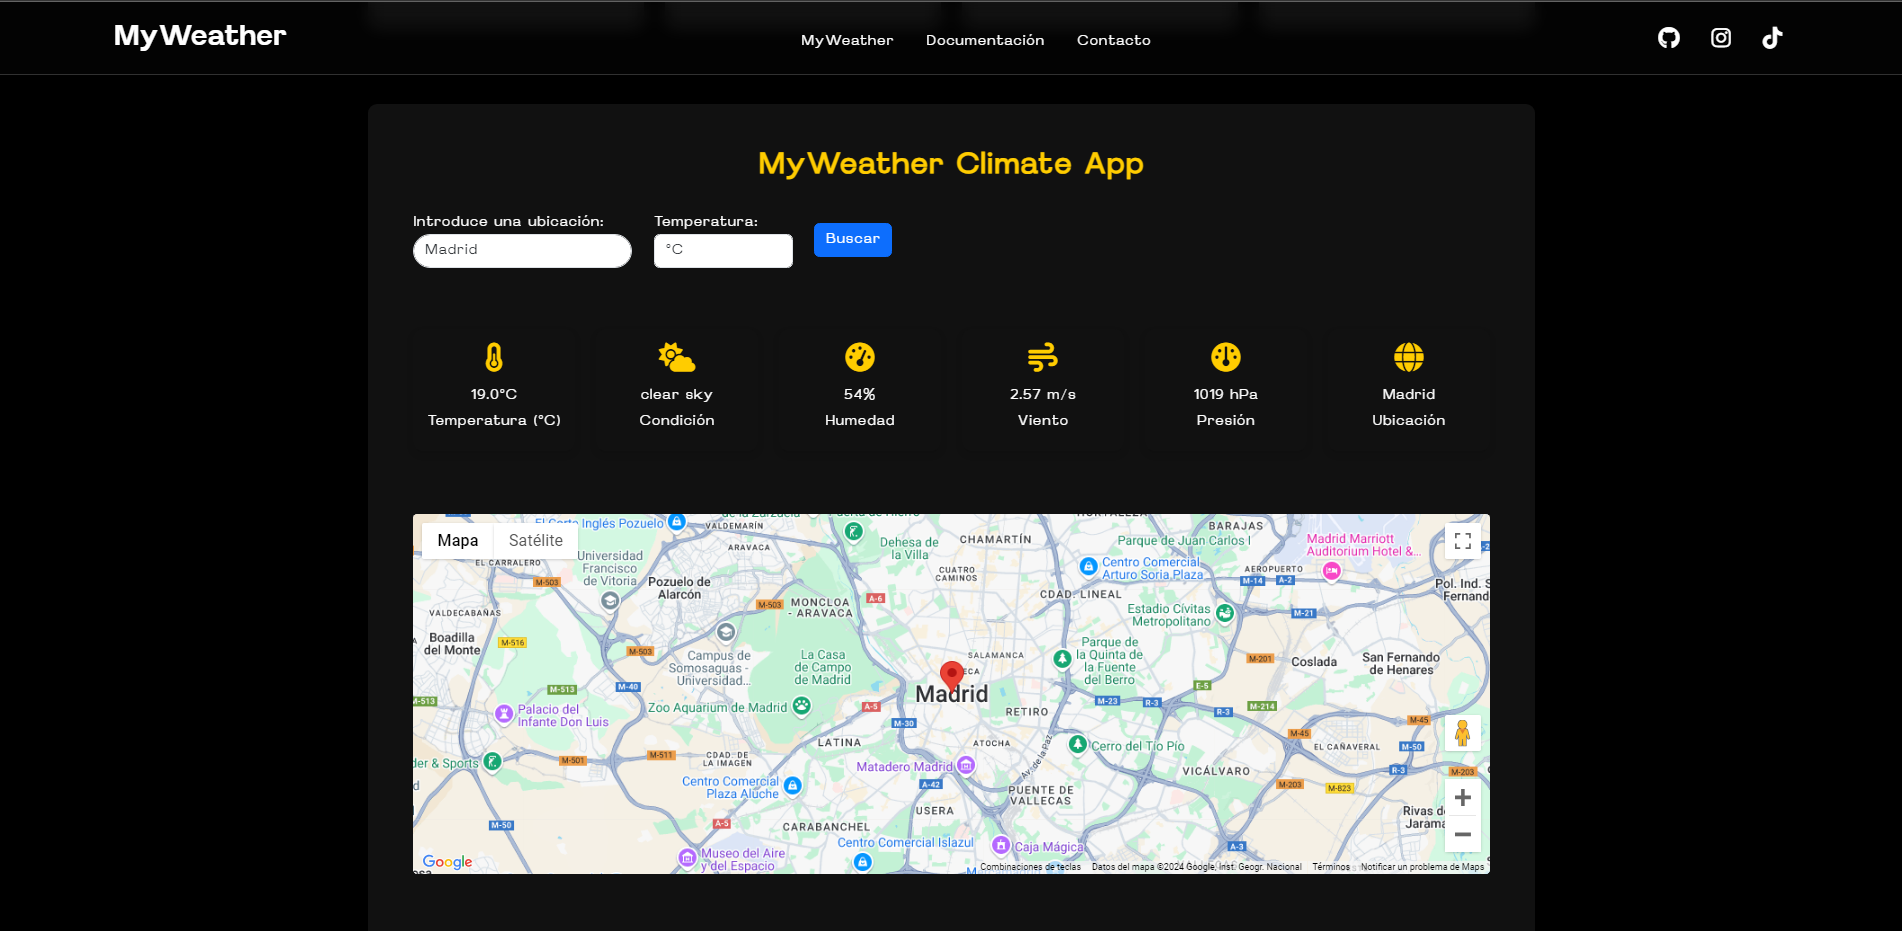 MyWeather
MyWeather
Documentación
Contacto
MyWeather Climate App
Introduce una ubicación:
Temperatura:
Madrid
°C
Buscar
19.0°C
Temperatura (°C)
clear sky
Condición
54%
Humedad
2.57 m/s
Viento
1019 hPa
Presión
Madrid
Ubicación
Mapa
Satélite
El Corte Inglés Pozuelo
VALDEMARÍN
ARAVACA
EL CARRALERO
Universidad
Francisco
de Vitoria
M-503
Pozuelo de
Alarcón
M-503
MONCLOA
- ARAVACA
A-6
Dehesa de
la Villa
CHAMARTÍN
CUATRO
CAMINOS
HORTALEZA
BARAJAS
Parque de Juan Carlos I
Madrid Marriott
Auditorium Hotel &...
Centro Comercial
Arturo Soria Plaza
AEROPUERTO
M-14
A-2
CDAD. LINEAL
Pol. Ind. S
Fernand
Estadio Cívitas
Metropolitano
M-21
VALDECABAÑAS
Boadilla
del Monte
M-516
M-503
Campus de
Somosaguas -
Universidad...
La Casa
de Campo
de Madrid
SALAMANCA
Parque de
la Quinta de
la Fuente
del Berro
M-201
Coslada
San Fernando
de Henares
M-40
M-513
M-513
E-5
Madrid
Palacio del
Infante Don Luis
Zoo Aquarium de Madrid
A-5
M-30
RETIRO
M-23
R-3
R-3
M-214
M-45
M-45
EL CAÑAVERAL
M-50
LATINA
ATOCHA
Av. de la Paz
Cerro del Tío Pío
M-511
M-501
CDAD. DE
LA IMAGEN
der & Sports
Matadero Madrid
VICÁLVARO
R-3
M-203
M-203
M-823
Centro Comercial
Plaza Aluche
A-42
PUENTE DE
VALLECAS
USERA
Rivas de
Jarama
M-50
A-5
CARABANCHEL
Centro Comercial Islazul
Caja Mágica
A-3
Museo del Aire
y del Espacio
Google
Combinaciones de teclas
Datos del mapa ©2024 Google, Inst. Geogr. Nacional
Términos
Notificar un problema de Maps